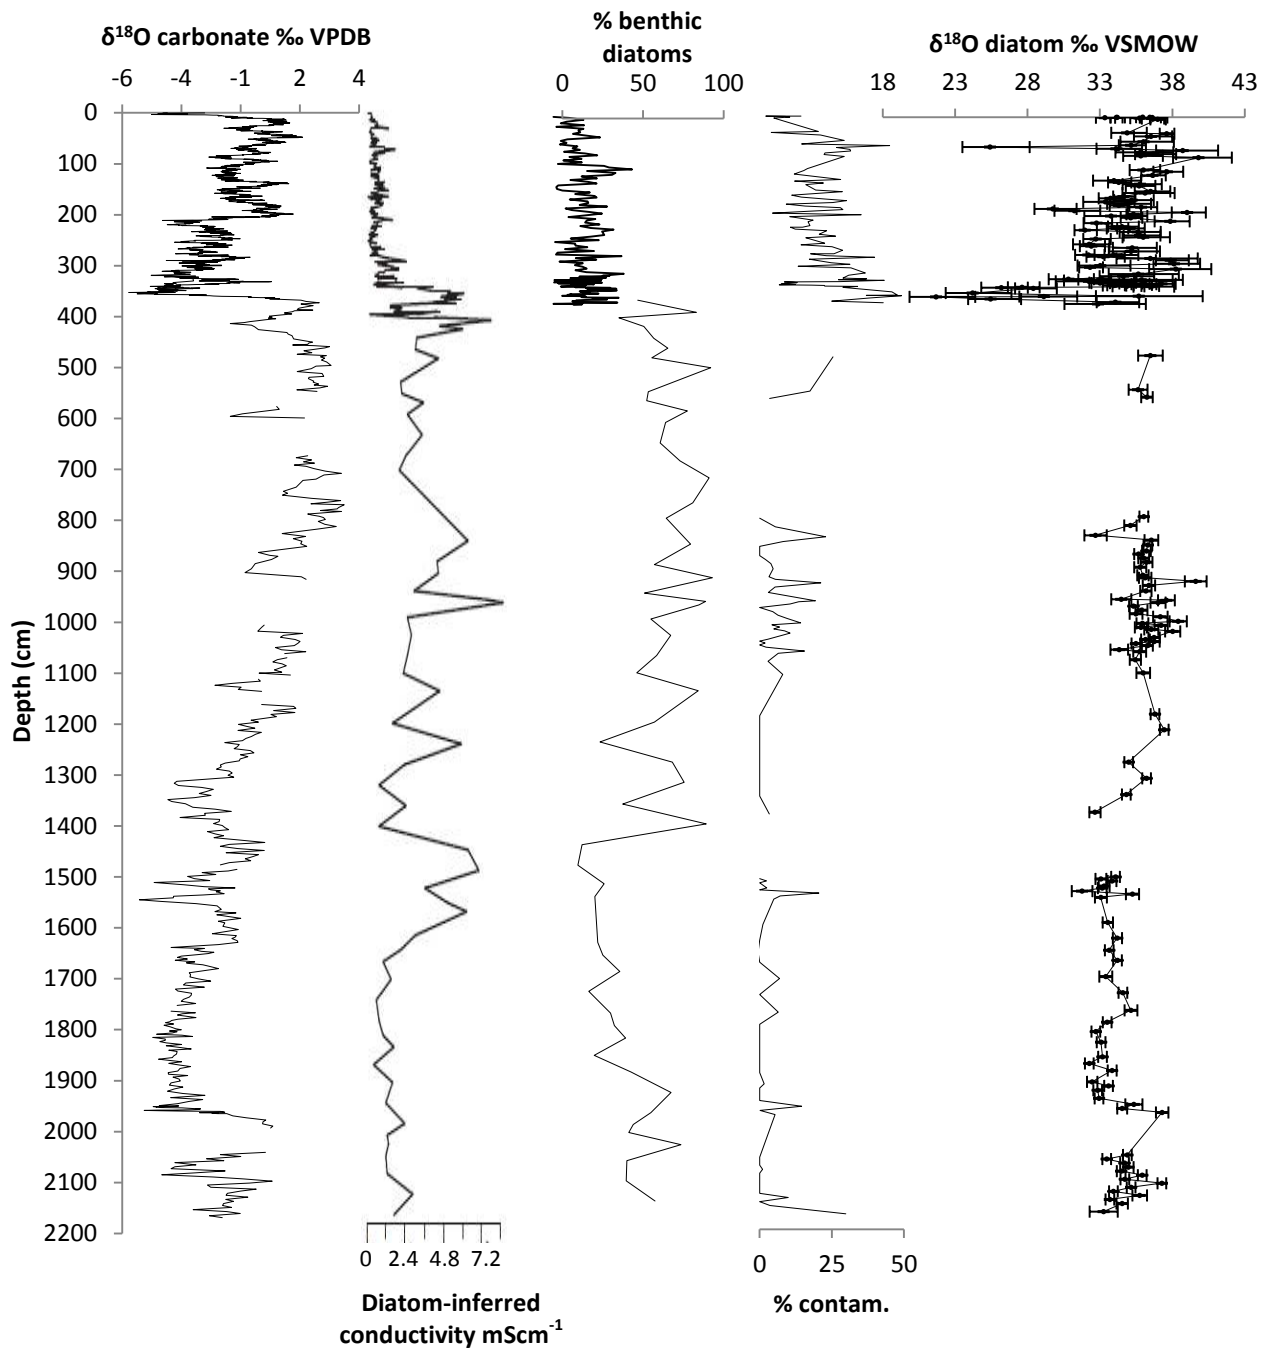 % benthic
diatoms
δ¹⁸O carbonate ‰ VPDB
δ¹⁸O diatom ‰ VSMOW
-6 -4 -1 2 4
0 50 100
18 23 28 33 38 43
0
100
200
300
400
500
600
700
800
900
1000
1100
1200
1300
1400
1500
1600
1700
1800
1900
2000
2100
2200
Depth (cm)
0 2.4 4.8 7.2
0 25 50
Diatom-inferred
conductivity mScm⁻¹
% contam.